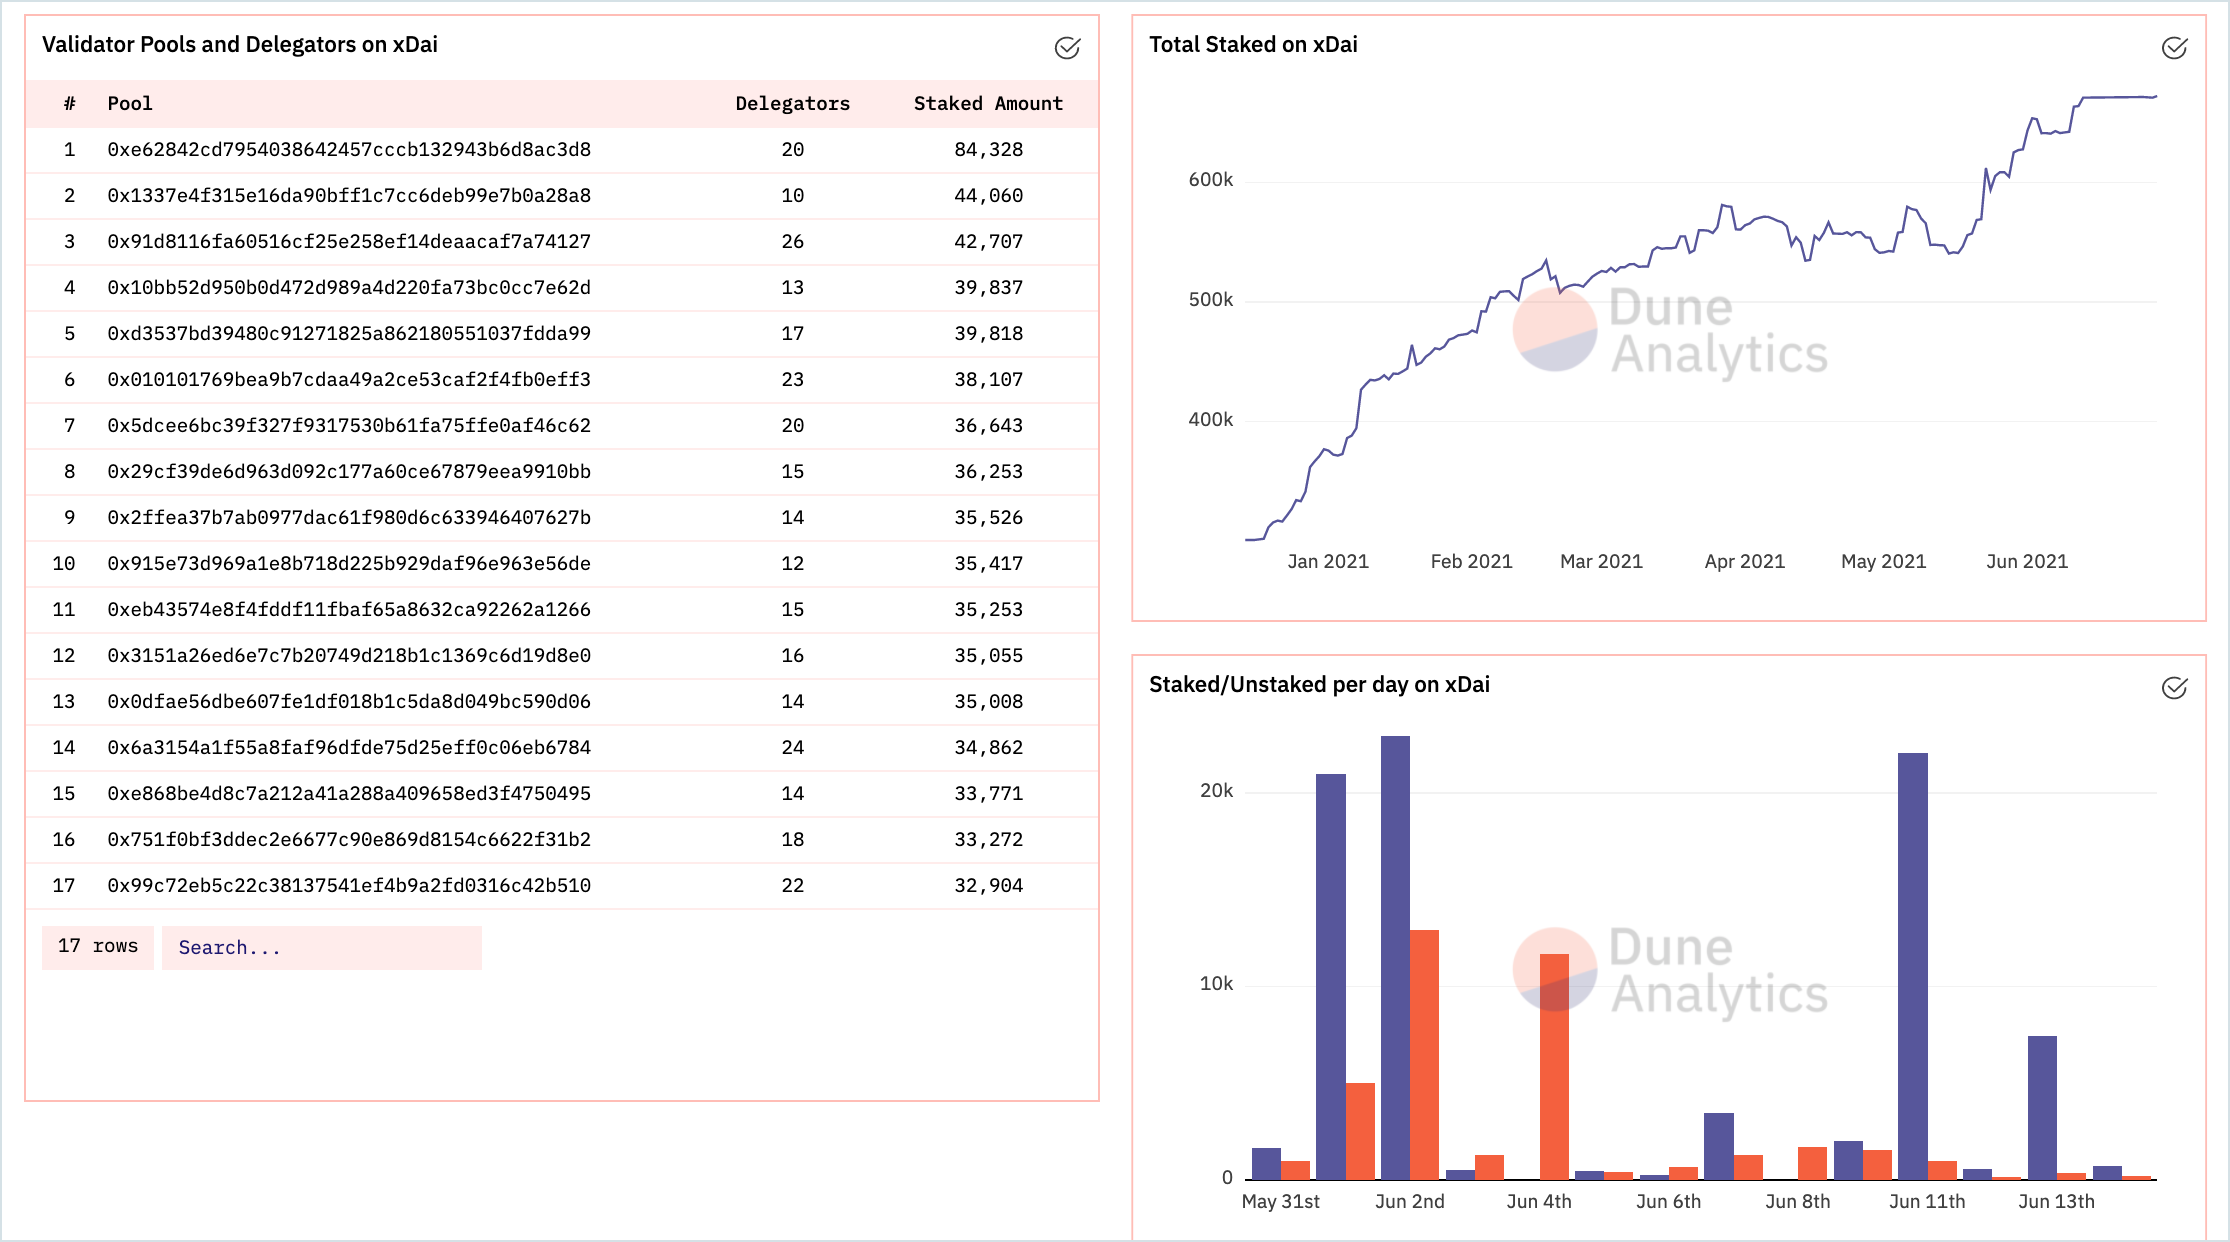 Validator Pools and Delegators on xDai
# Pool Delegators Staked Amount
1 0xe62842cd7954038642457cccb132943b6d8ac3d8 20 84,328
2 0x1337e4f315e16da90bff1c7cc6deb99e7b0a28a8 10 44,060
3 0x91d8116fa60516cf25e258ef14deaacaf7a74127 26 42,707
4 0x10bb52d950b0d472d989a4d220fa73bc0cc7e62d 13 39,837
5 0xd3537bd39480c91271825a862180551037fdda99 17 39,818
6 0x010101769bea9b7cdaa49a2ce53caf2f4fb0eff3 23 38,107
7 0x5dcee6bc39f327f9317530b61fa75ffe0af46c62 20 36,643
8 0x29cf39de6d963d092c177a60ce67879eea9910bb 15 36,253
9 0x2ffea37b7ab0977dac61f980d6c633946407627b 14 35,526
10 0x915e73d969a1e8b718d225b929daf96e963e56de 12 35,417
11 0xeb43574e8f4fddf11fbaf65a8632ca92262a1266 15 35,253
12 0x3151a26ed6e7c7b20749d218b1c1369c6d19d8e0 16 35,055
13 0x0dfae56dbe607fe1df018b1c5da8d049bc590d06 14 35,008
14 0x6a3154a1f55a8faf96dfde75d25eff0c06eb6784 24 34,862
15 0xe868be4d8c7a212a41a288a409658ed3f4750495 14 33,771
16 0x751f0bf3ddec2e6677c90e869d8154c6622f31b2 18 33,272
17 0x99c72eb5c22c38137541ef4b9a2fd0316c42b510 22 32,904
17 rows Search...
Total Staked on xDai
600k
500k
400k
Dune
Analytics
Jan 2021 Feb 2021 Mar 2021 Apr 2021 May 2021 Jun 2021
Staked/Unstaked per day on xDai
20k
10k
0
Dune
Analytics
May 31st Jun 2nd Jun 4th Jun 6th Jun 8th Jun 11th Jun 13th